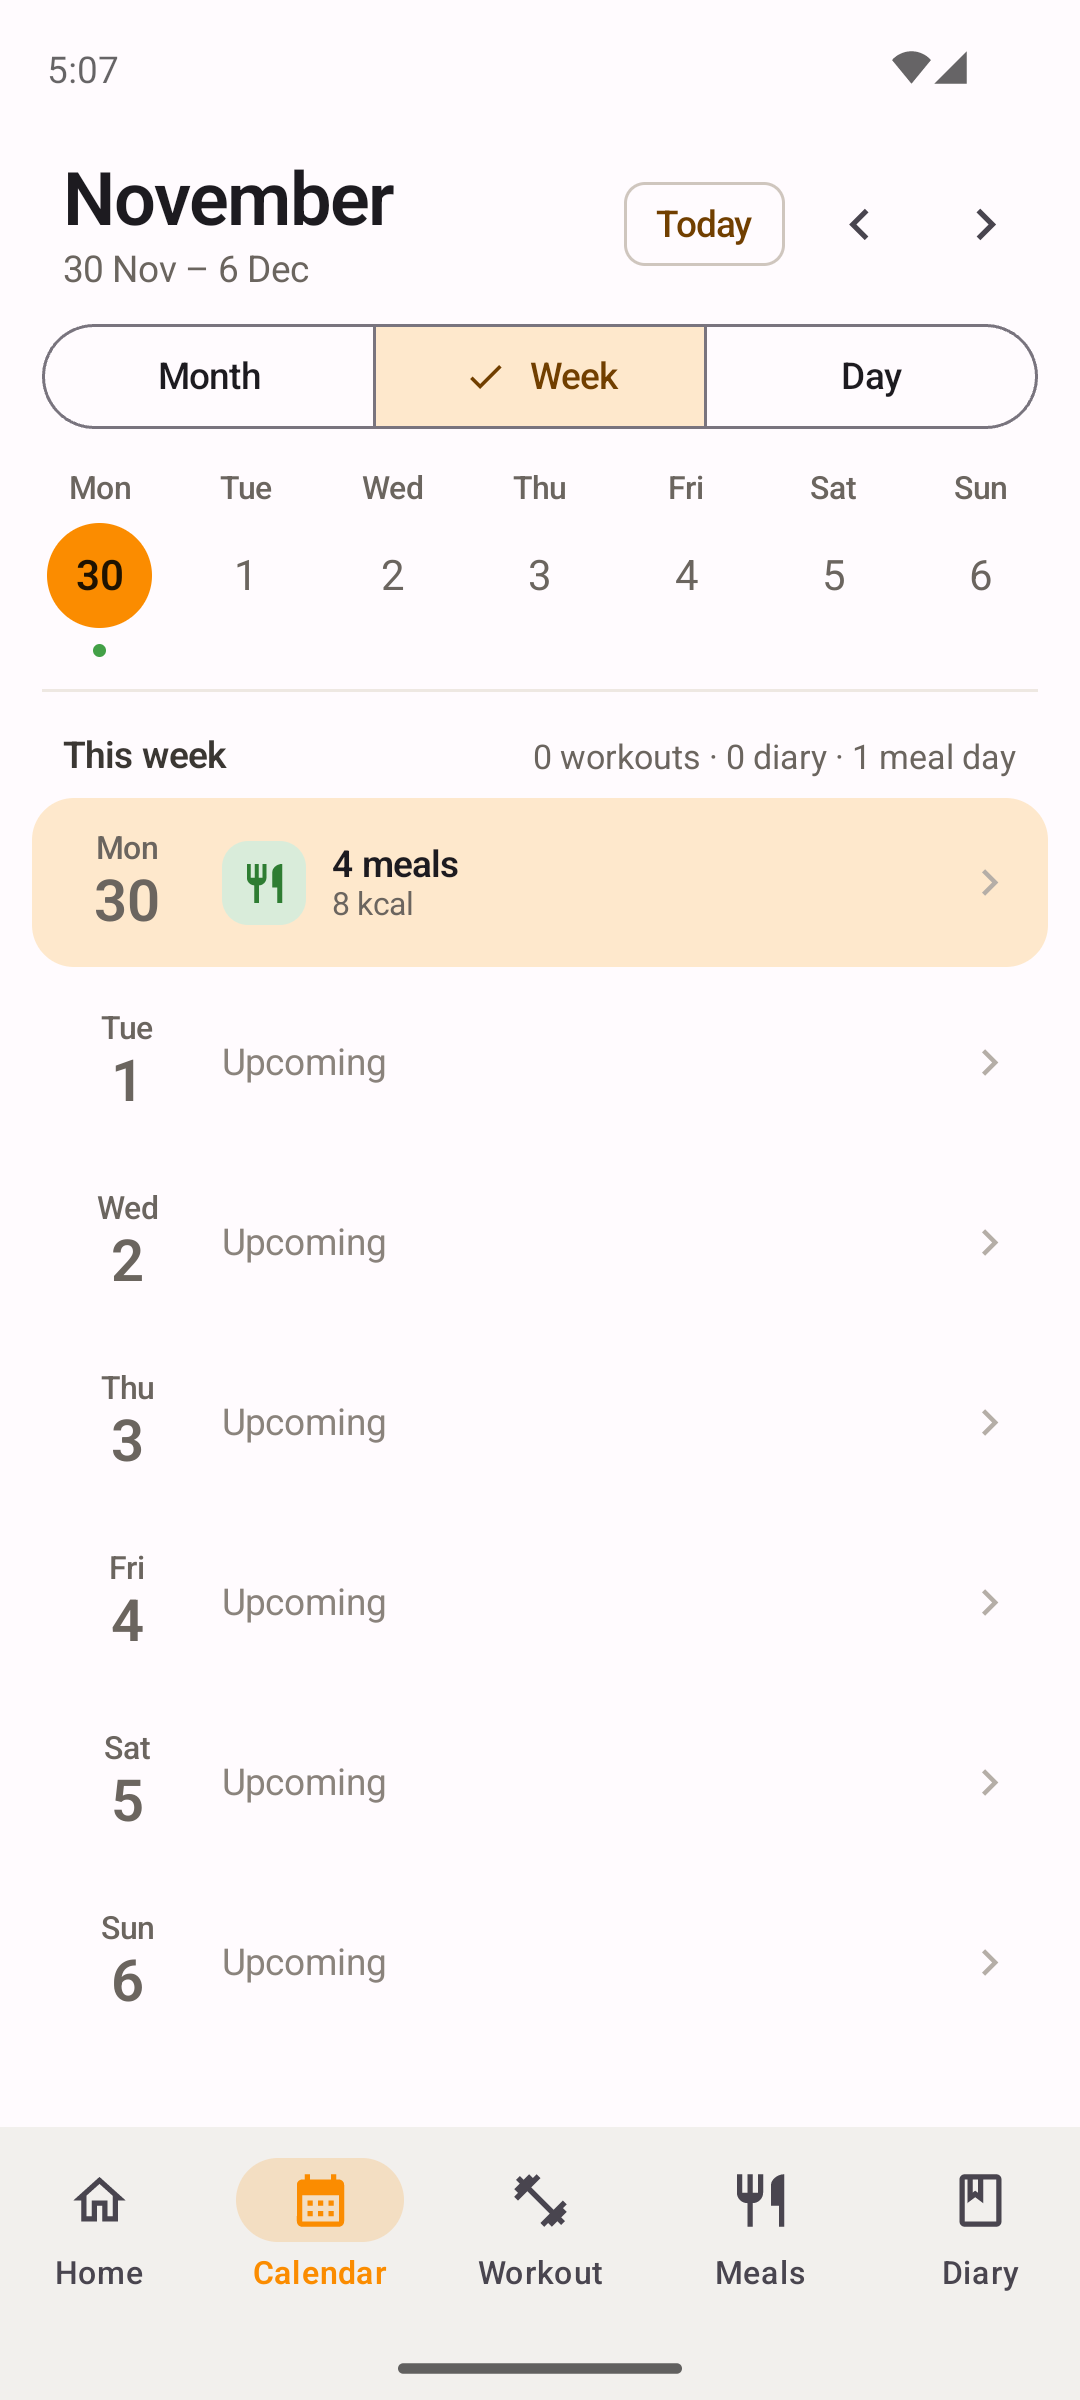 5:07
November
30 Nov – 6 Dec
Today
Month
Week
Day
Mon Tue Wed Thu Fri Sat Sun
30 1 2 3 4 5 6
This week
0 workouts · 0 diary · 1 meal day
Mon
30
4 meals
8 kcal
Tue
1
Upcoming
Wed
2
Upcoming
Thu
3
Upcoming
Fri
4
Upcoming
Sat
5
Upcoming
Sun
6
Upcoming
Home
Calendar
Workout
Meals
Diary